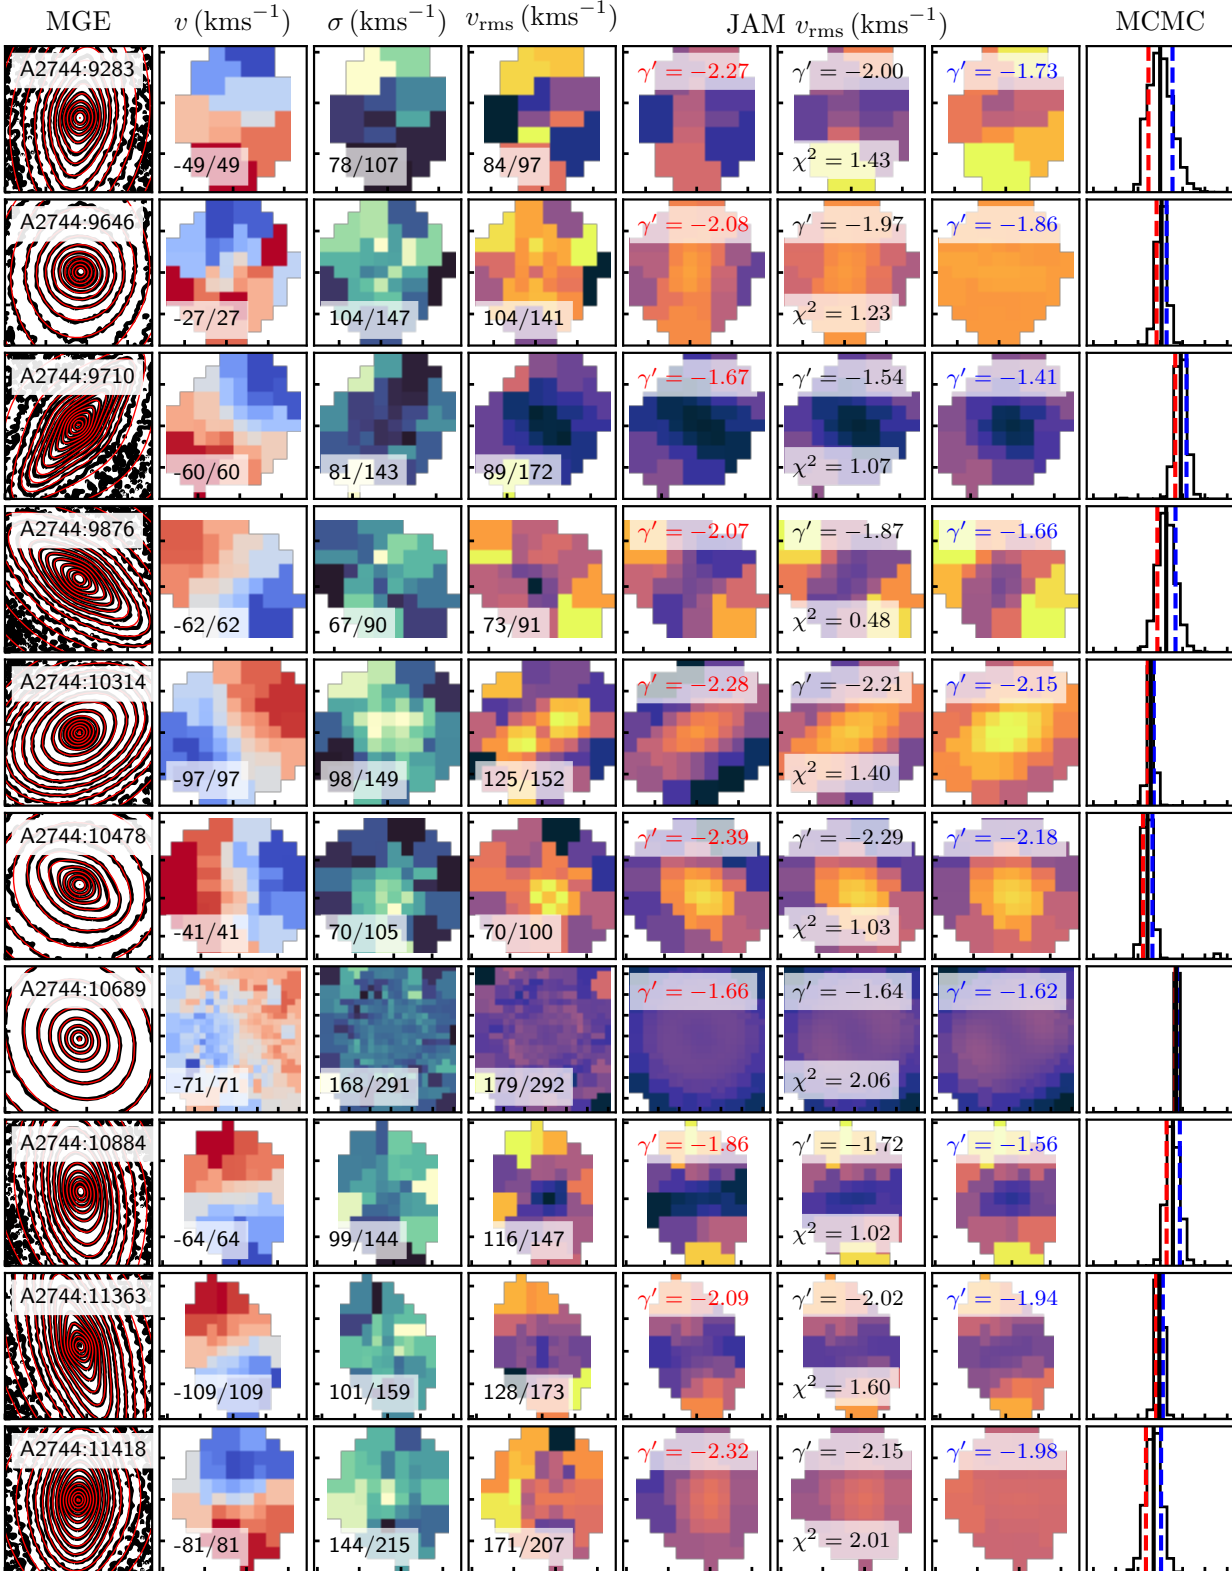 MGE v (kms⁻¹) σ (kms⁻¹) v_rms (kms⁻¹) JAM v_rms (kms⁻¹) MCMC
A2744:9283 -49/49 78/107 84/97 γ′ = −2.27 γ′ = −2.00 χ² = 1.43 γ′ = −1.73
A2744:9646 -27/27 104/147 104/141 γ′ = −2.08 γ′ = −1.97 χ² = 1.23 γ′ = −1.86
A2744:9710 -60/60 81/143 89/172 γ′ = −1.67 γ′ = −1.54 χ² = 1.07 γ′ = −1.41
A2744:9876 -62/62 67/90 73/91 γ′ = −2.07 γ′ = −1.87 χ² = 0.48 γ′ = −1.66
A2744:10314 -97/97 98/149 125/152 γ′ = −2.28 γ′ = −2.21 χ² = 1.40 γ′ = −2.15
A2744:10478 -41/41 70/105 70/100 γ′ = −2.39 γ′ = −2.29 χ² = 1.03 γ′ = −2.18
A2744:10689 -71/71 168/291 179/292 γ′ = −1.66 γ′ = −1.64 χ² = 2.06 γ′ = −1.62
A2744:10884 -64/64 99/144 116/147 γ′ = −1.86 γ′ = −1.72 χ² = 1.02 γ′ = −1.56
A2744:11363 -109/109 101/159 128/173 γ′ = −2.09 γ′ = −2.02 χ² = 1.60 γ′ = −1.94
A2744:11418 -81/81 144/215 171/207 γ′ = −2.32 γ′ = −2.15 χ² = 2.01 γ′ = −1.98